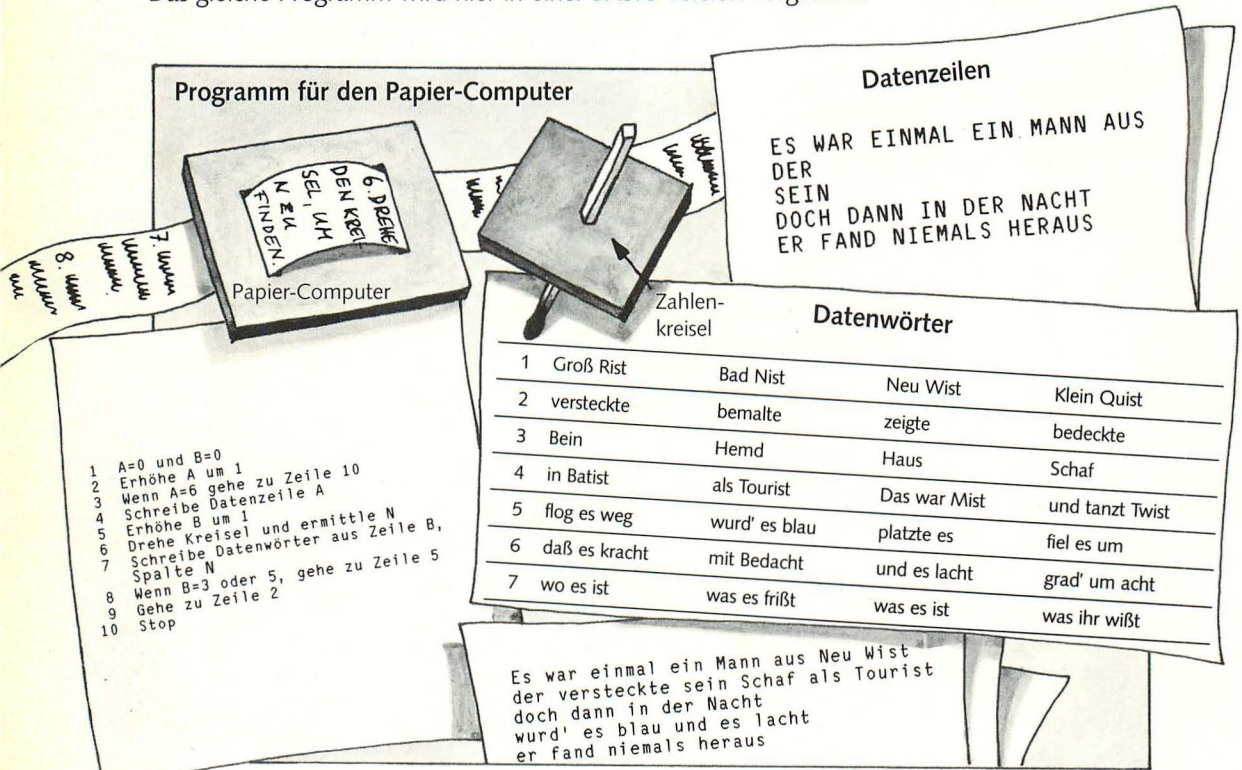 Das gleiche Programm wird hier in einer
Programm für den Papier-Computer
6. DREHE
DEN KREI-
SEL, UM
N ZU
FINDEN.
7.
8.
Papier-Computer
Zahlen-
kreisel
Datenzeilen
ES WAR EINMAL EIN MANN AUS
DER
SEIN
DOCH DANN IN DER NACHT
ER FAND NIEMALS HERAUS
Datenwörter
1 Groß Rist Bad Nist Neu Wist Klein Quist
2 versteckte bemalte zeigte bedeckte
3 Bein Hemd Haus Schaf
4 in Batist als Tourist Das war Mist und tanzt Twist
5 flog es weg wurd' es blau platzte es fiel es um
6 daß es kracht mit Bedacht und es lacht grad' um acht
7 wo es ist was es frißt was es ist was ihr wißt
1 A=0 und B=0
2 Erhöhe A um 1
3 Wenn A=6 gehe zu Zeile 10
4 Schreibe Datenzeile A
5 Erhöhe B um 1
6 Drehe Kreisel und ermittle N
7 Schreibe Datenwörter aus Zeile B,
Spalte N
8 Wenn B=3 oder 5, gehe zu Zeile 5
9 Gehe zu Zeile 2
10 Stop
Es war einmal ein Mann aus Neu Wist
der versteckte sein Schaf als Tourist
doch dann in der Nacht
wurd' es blau und es lacht
er fand niemals heraus